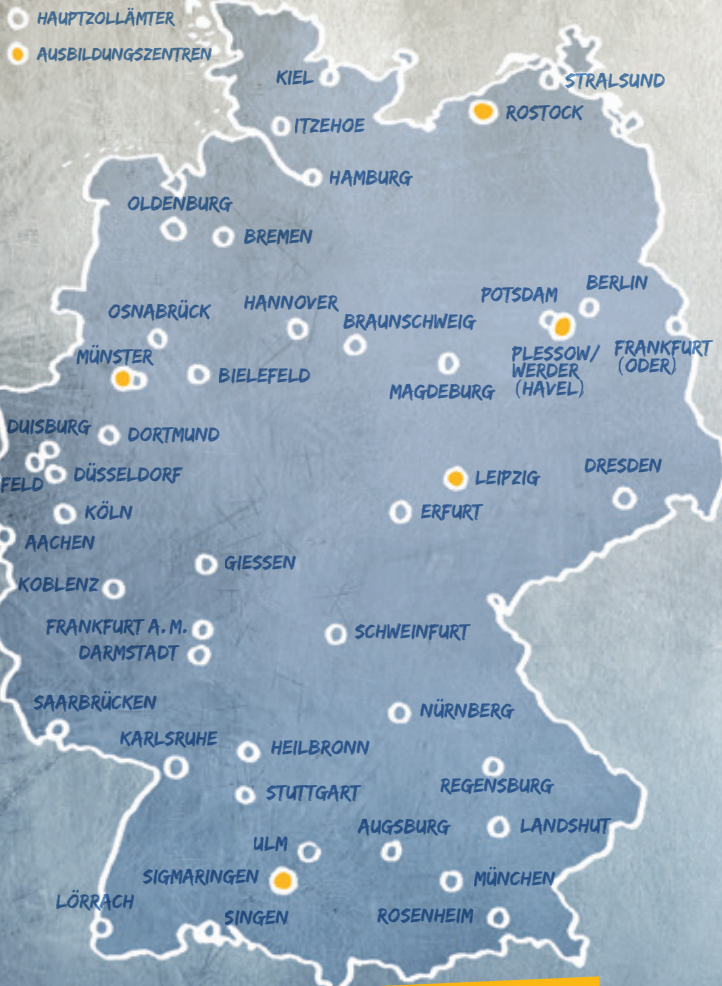 HAUPTZOLLÄMTER
AUSBILDUNGSZENTREN
KIEL
STRALSUND
ROSTOCK
ITZEHOE
HAMBURG
OLDENBURG
BREMEN
POTSDAM
BERLIN
OSNABRÜCK
HANNOVER
BRAUNSCHWEIG
MÜNSTER
BIELEFELD
MAGDEBURG
PLESSOW/
WERDER
(HAVEL)
FRANKFURT
(ODER)
DUISBURG
DORTMUND
DÜSSELDORF
FELD
LEIPZIG
DRESDEN
KÖLN
ERFURT
AACHEN
GIESSEN
KOBLENZ
FRANKFURT A.M.
SCHWEINFURT
DARMSTADT
SAARBRÜCKEN
NÜRNBERG
KARLSRUHE
HEILBRONN
REGENSBURG
STUTTGART
AUGSBURG
LANDSHUT
ULM
SIGMARINGEN
MÜNCHEN
LÖRRACH
SINGEN
ROSENHEIM